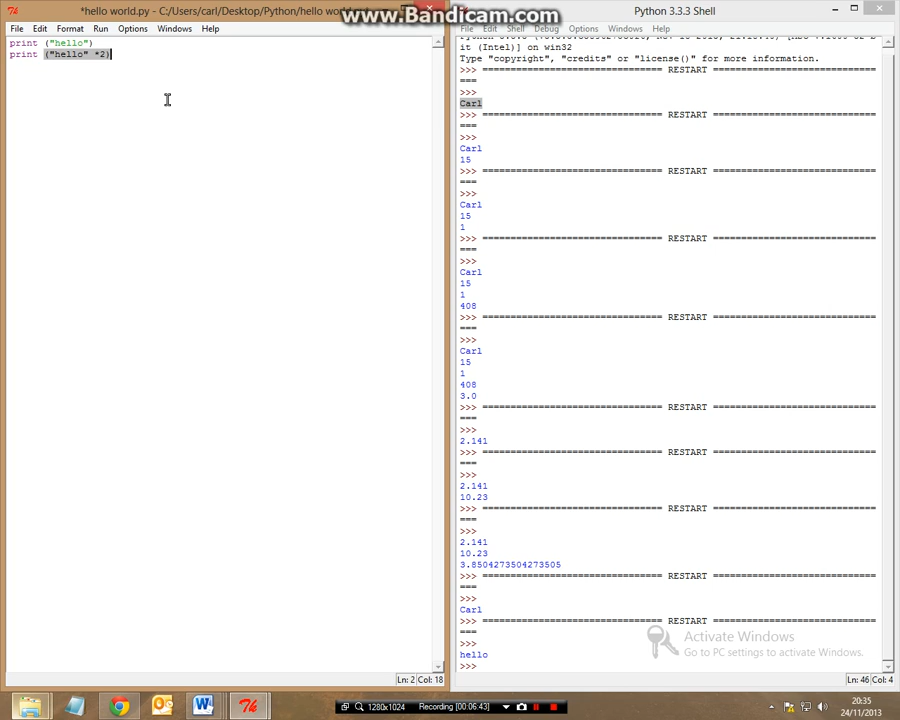 *hello world.py - C:/Users/carl/Desktop/Python/hello world
www.Bandicam.com
Python 3.3.3 Shell
File Edit Format Run Options Windows Help
File Edit Shell Debug Options Windows Help
print ("hello")
print ("hello" *2)
Ln: 2 Col: 18
it (Intel)] on win32
Type "copyright", "credits" or "license()" for more information.
>>> ================================ RESTART ================================
===
>>>
Carl
>>> ================================ RESTART ================================
===
>>>
Carl
15
>>> ================================ RESTART ================================
===
>>>
Carl
15
1
>>> ================================ RESTART ================================
===
>>>
Carl
15
1
408
>>> ================================ RESTART ================================
===
>>>
Carl
15
1
408
3.0
>>> ================================ RESTART ================================
===
>>>
2.141
>>> ================================ RESTART ================================
===
>>>
2.141
10.23
>>> ================================ RESTART ================================
===
>>>
2.141
10.23
3.8504273504273505
>>> ================================ RESTART ================================
===
>>>
Carl
>>> ================================ RESTART ================================
===
>>>
hello
>>>
Activate Windows
Go to PC settings to activate Windows.
Ln: 46 Col: 4
1280x1024 Recording [00:06:43]
20:35
24/11/2013